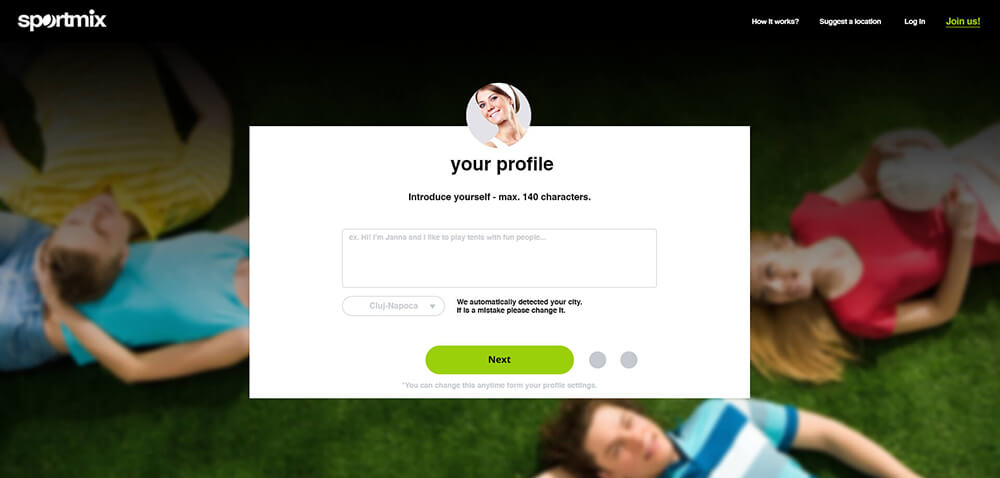 sportmix
How it works?
Suggest a location
Log In
Join us!
your profile
Introduce yourself - max. 140 characters.
ex. Hi! I'm Janna and I like to play tenis with fun people...
Cluj-Napoca
We automatically detected your city.
If is a mistake please change it.
Next
*You can change this anytime form your profile settings.